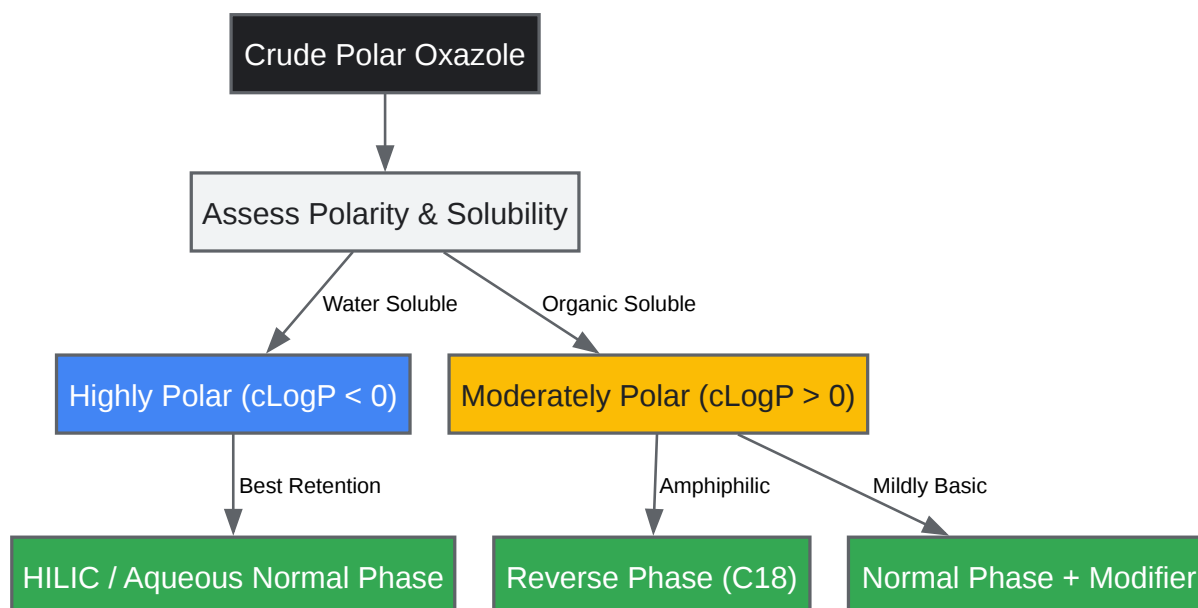 Crude Polar Oxazole
Assess Polarity & Solubility
Water Soluble
Organic Soluble
Highly Polar (cLogP < 0)
Moderately Polar (cLogP > 0)
Best Retention
Amphiphilic
Mildly Basic
HILIC / Aqueous Normal Phase
Reverse Phase (C18)
Normal Phase + Modifier